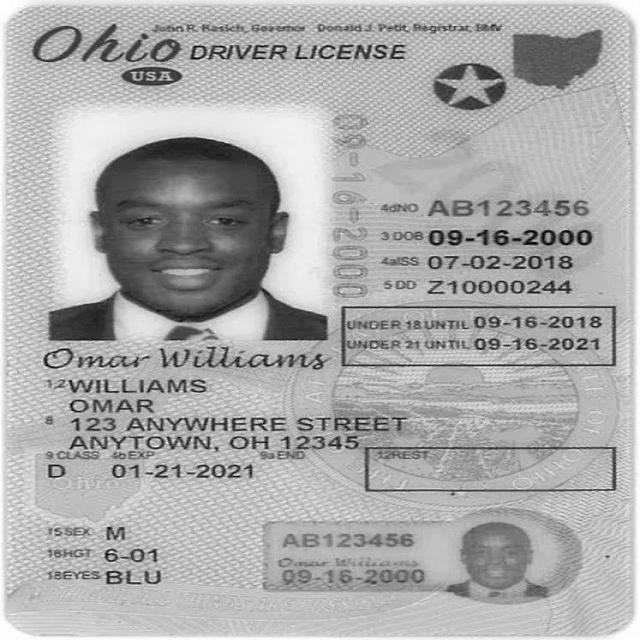 John R. Kasich, Governor Donald J. Petit, Registrar, BMV
Ohio DRIVER LICENSE
USA
09-16-2000
4dNO AB123456
3 DOB 09-16-2000
4aISS 07-02-2018
5 DD Z10000244
UNDER 18 UNTIL 09-16-2018
UNDER 21 UNTIL 09-16-2021
Omar Williams
1,2 WILLIAMS
OMAR
8 123 ANYWHERE STREET
ANYTOWN, OH 12345
9 CLASS 4b EXP 9a END 12 REST
D 01-21-2021
Ohio
15 SEX M
16 HGT 6-01
18 EYES BLU
AB123456
Omar Williams
09-16-2000